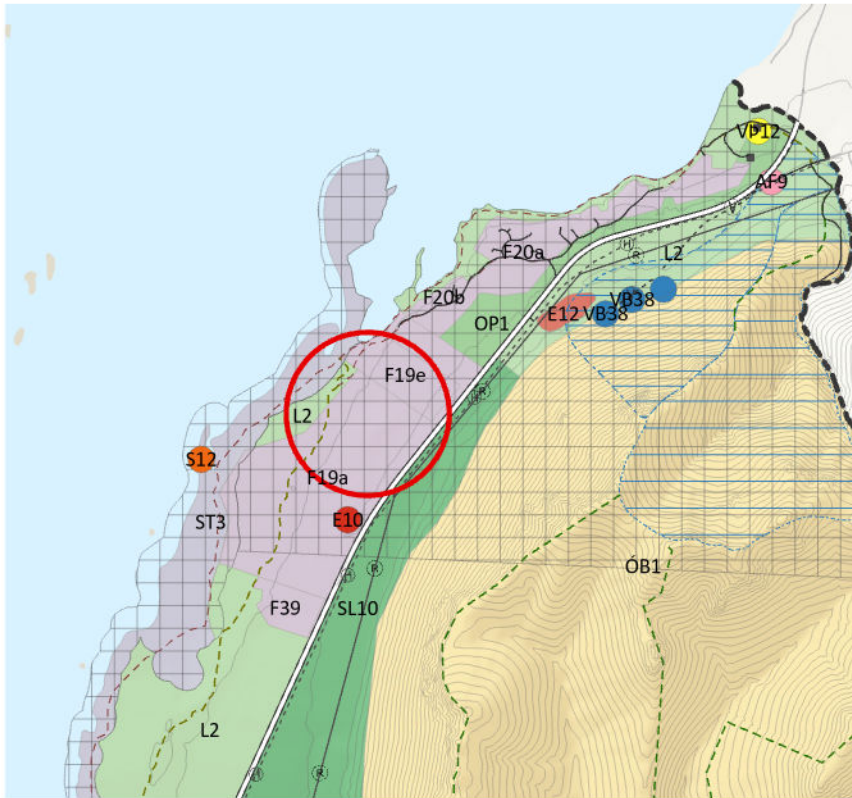 VP12
AF9
H
L2
R
F20a
F20b
VB38
E12
VB38
OP1
F19e
R
L2
S12
F19a
ST3
E10
ÓB1
H
R
F39
SL10
L2
H
R